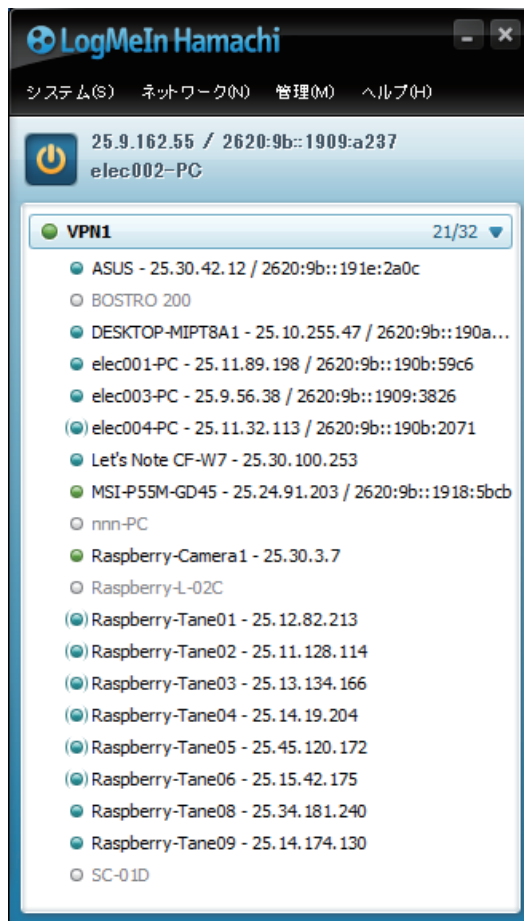 LogMeIn Hamachi
システム(S) ネットワーク(N) 管理(M) ヘルプ(H)
25.9.162.55 / 2620:9b::1909:a237
elec002-PC
VPN1 21/32
ASUS - 25.30.42.12 / 2620:9b::191e:2a0c
BOSTRO 200
DESKTOP-MIPT8A1 - 25.10.255.47 / 2620:9b::190a...
elec001-PC - 25.11.89.198 / 2620:9b::190b:59c6
elec003-PC - 25.9.56.38 / 2620:9b::1909:3826
elec004-PC - 25.11.32.113 / 2620:9b::190b:2071
Let's Note CF-W7 - 25.30.100.253
MSI-P55M-GD45 - 25.24.91.203 / 2620:9b::1918:5bcb
nnn-PC
Raspberry-Camera1 - 25.30.3.7
Raspberry-L-02C
Raspberry-Tane01 - 25.12.82.213
Raspberry-Tane02 - 25.11.128.114
Raspberry-Tane03 - 25.13.134.166
Raspberry-Tane04 - 25.14.19.204
Raspberry-Tane05 - 25.45.120.172
Raspberry-Tane06 - 25.15.42.175
Raspberry-Tane08 - 25.34.181.240
Raspberry-Tane09 - 25.14.174.130
SC-01D